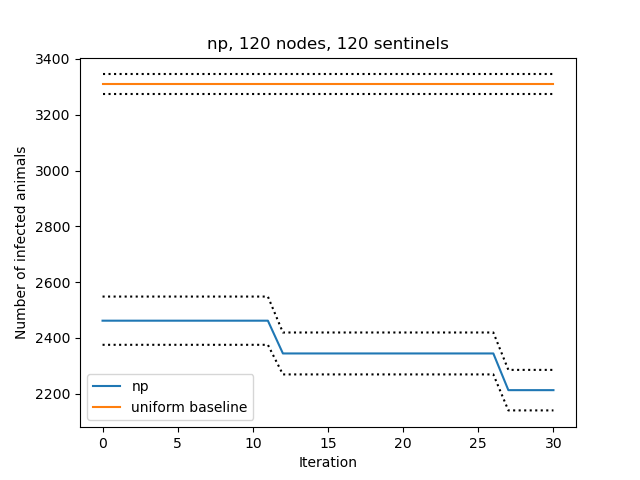 np, 120 nodes, 120 sentinels
3400
3200
3000
2800
2600
2400
2200
Number of infected animals
np
uniform baseline
0 5 10 15 20 25 30
Iteration